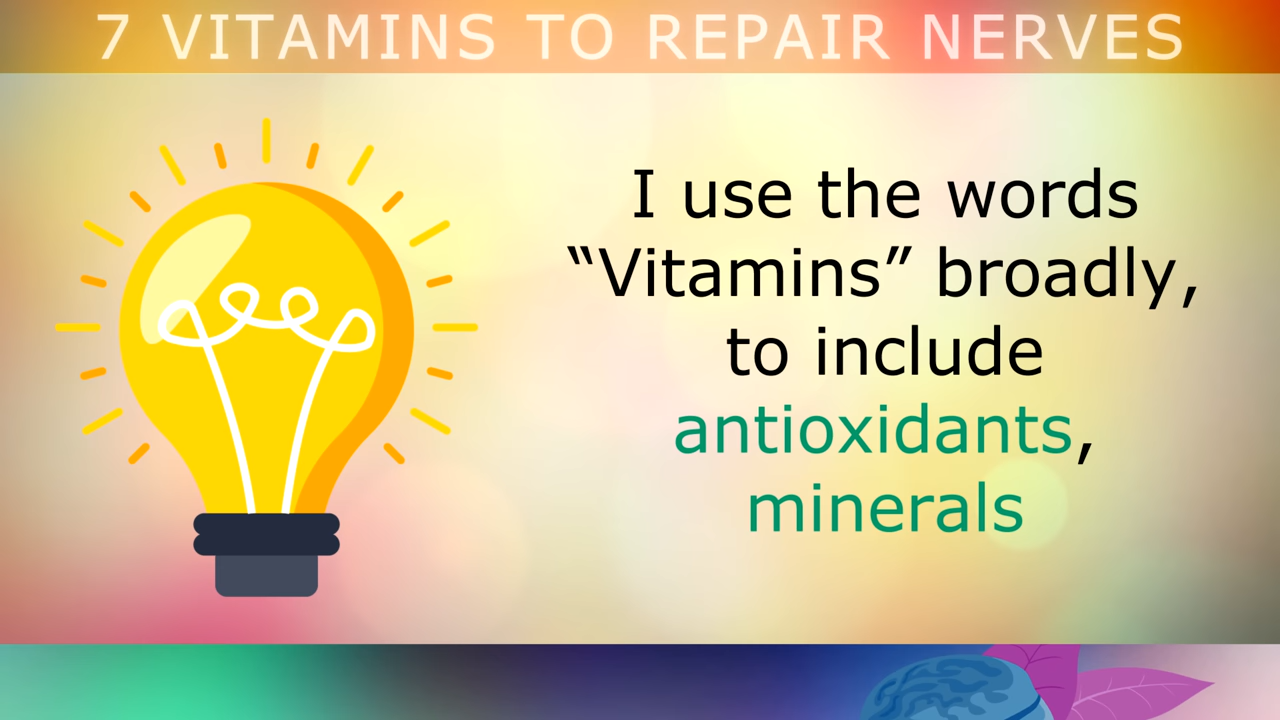 7 VITAMINS TO REPAIR NERVES
I use the words
“Vitamins” broadly,
to include
antioxidants,
minerals